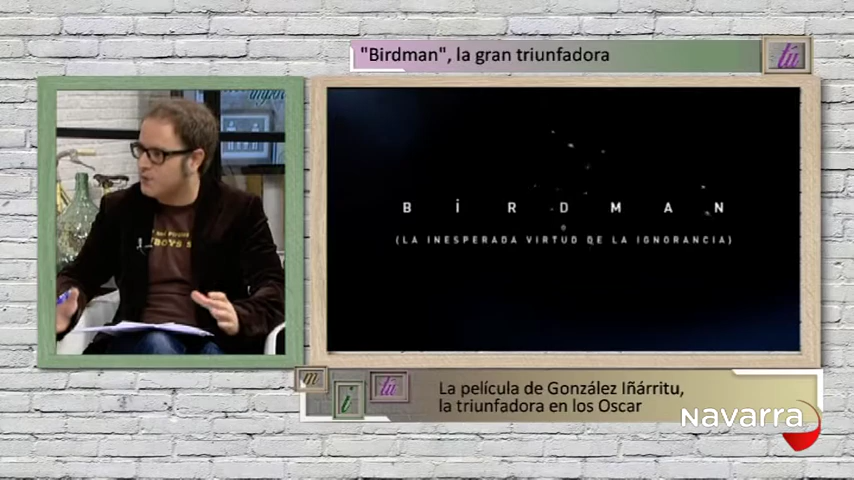 "Birdman", la gran triunfadora
tú
BIRDMAN
(LA INESPERADA VIRTUD DE LA IGNORANCIA)
BOYS
m
i
tú
La película de González Iñárritu,
la triunfadora en los Oscar
navarra